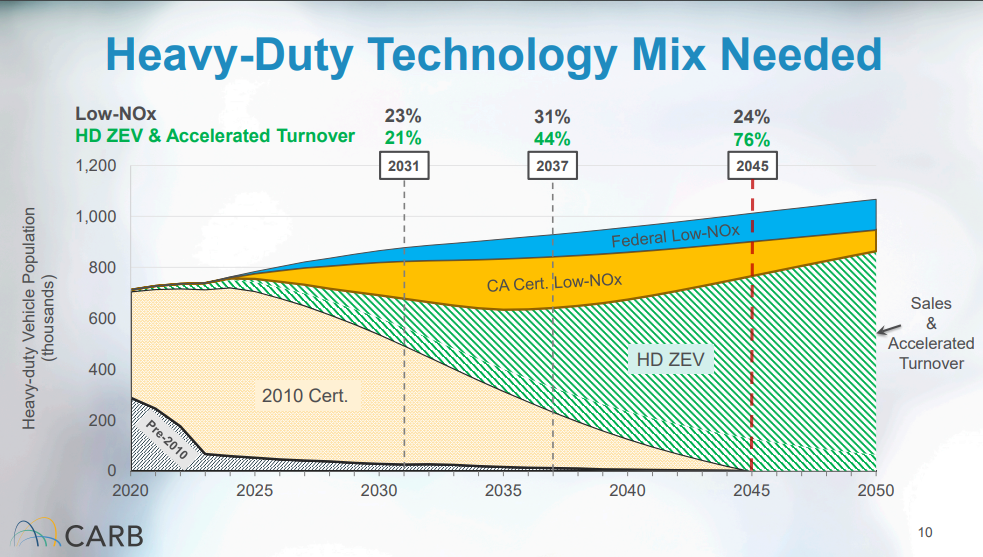 Heavy-Duty Technology Mix Needed
Low-NOx 23% 31% 24%
HD ZEV & Accelerated Turnover 21% 44% 76%
2031 2037 2045
1,200
1,000
800
600
400
200
0
Heavy-duty Vehicle Population
(thousands)
Federal Low-NOx
CA Cert. Low-NOx
HD ZEV
2010 Cert.
Pre-2010
Sales
&
Accelerated
Turnover
2020 2025 2030 2035 2040 2045 2050
CARB
10